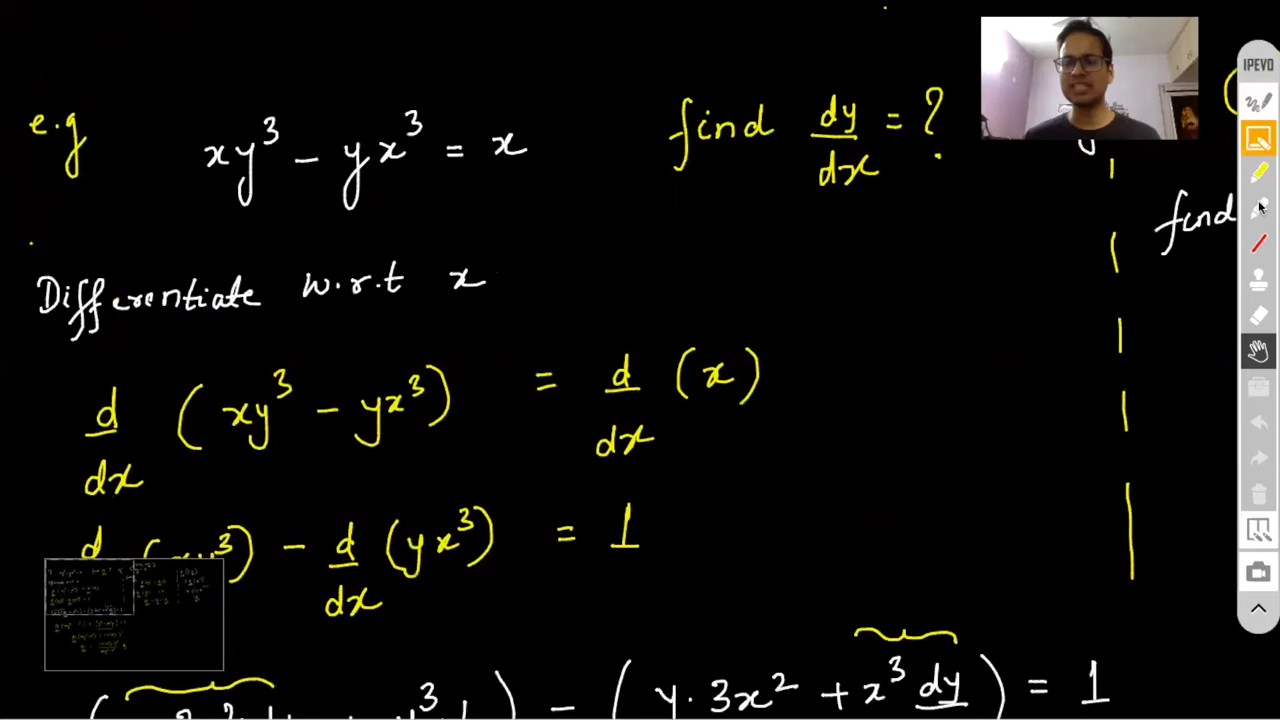 IPEVO
e.g xy³ - yx³ = x find dy/dx = ?
find
Differentiate w.r.t x
d/dx (xy³ - yx³) = d/dx (x)
- d/dx (yx³) = 1
- (y·3x² + x³ dy) = 1